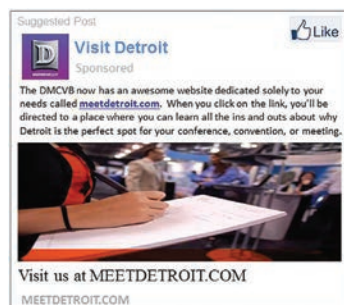 Suggested Post
Like
D
Visit Detroit
Sponsored
The DMCVB now has an awesome website dedicated solely to your
needs called meetdetroit.com. When you click on the link, you'll be
directed to a place where you can learn all the ins and outs about why
Detroit is the perfect spot for your conference, convention, or meeting.
Visit us at MEETDETROIT.COM
MEETDETROIT.COM